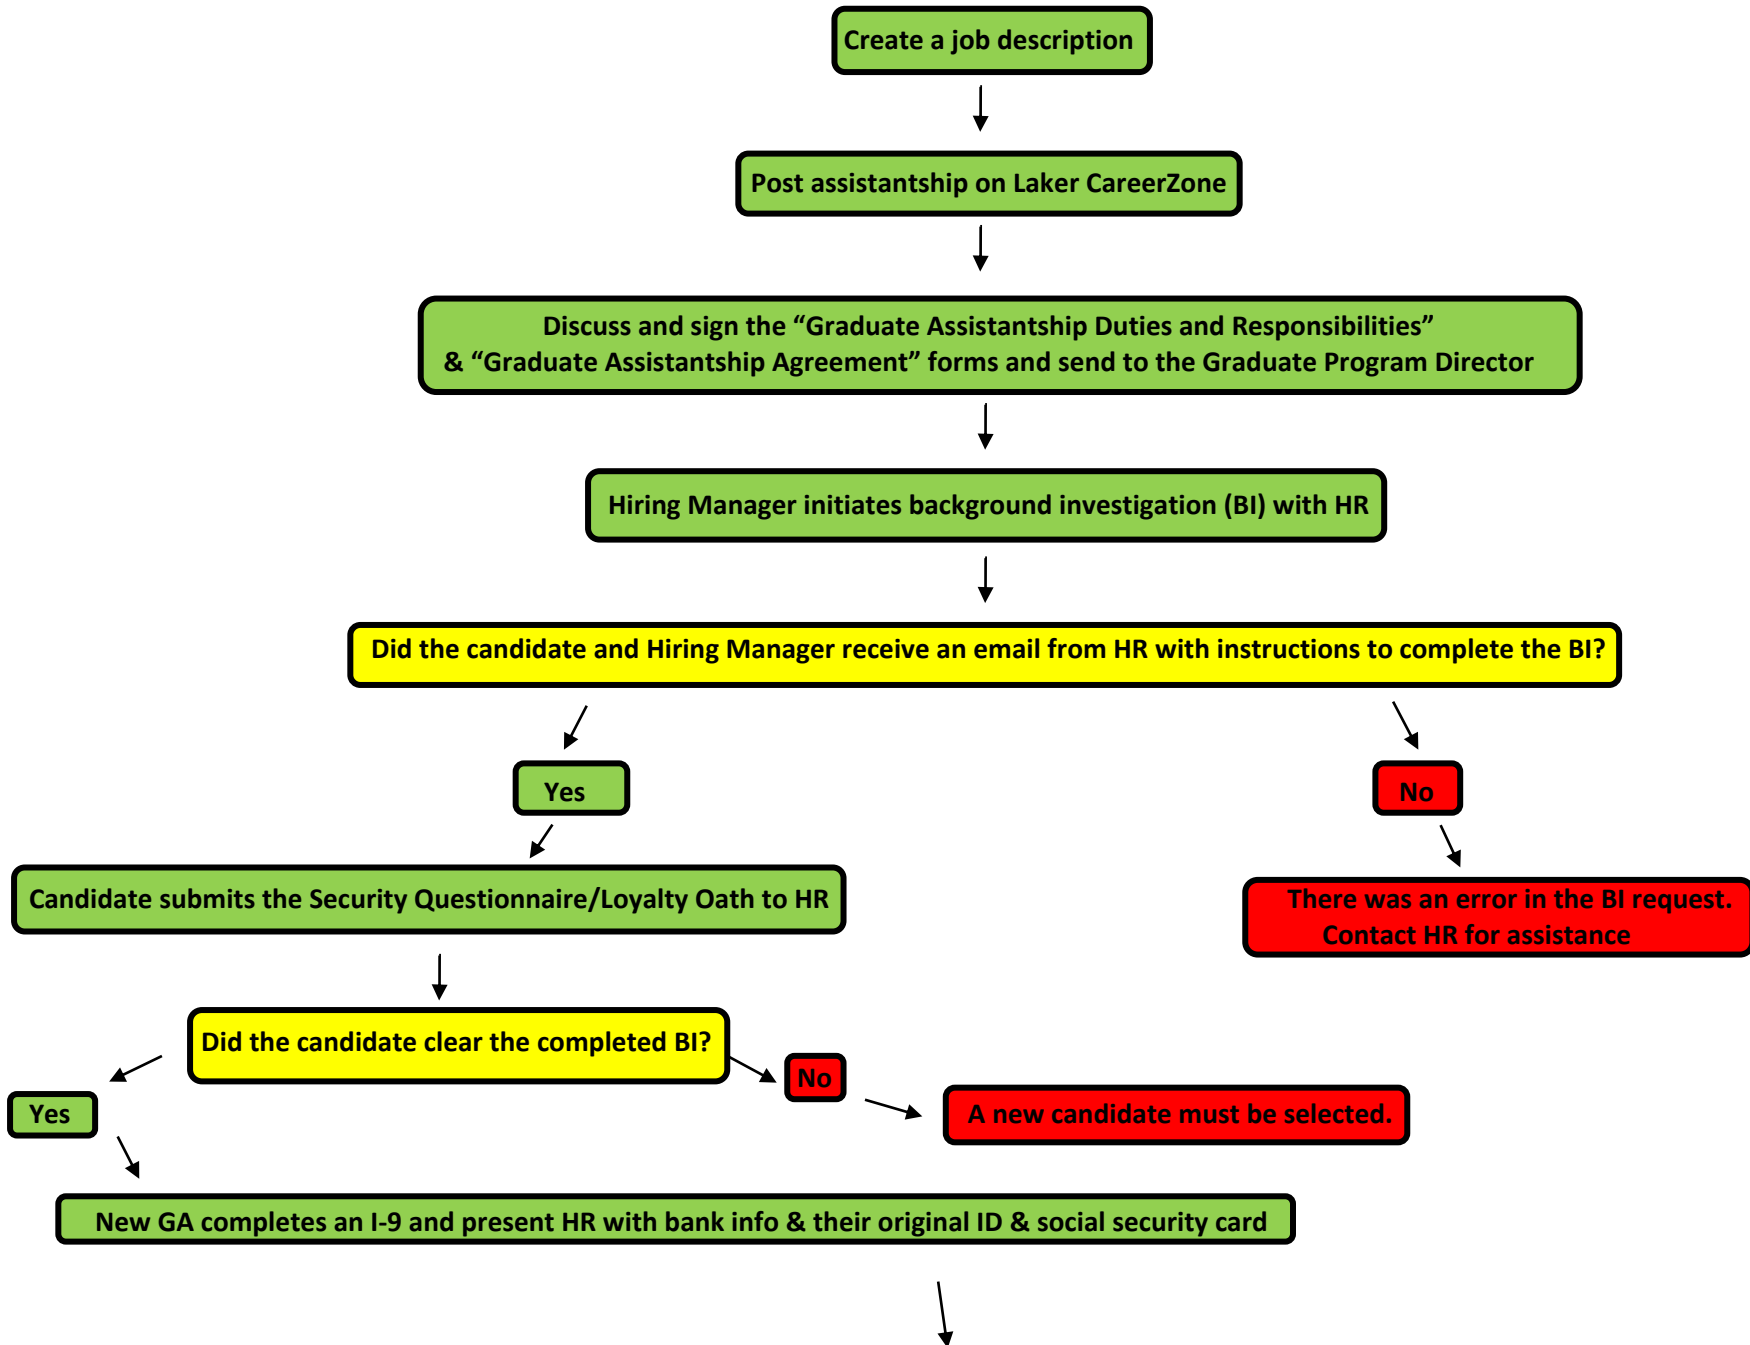 Create a job description
Post assistantship on Laker CareerZone
Discuss and sign the “Graduate Assistantship Duties and Responsibilities”
& “Graduate Assistantship Agreement” forms and send to the Graduate Program Director
Hiring Manager initiates background investigation (BI) with HR
Did the candidate and Hiring Manager receive an email from HR with instructions to complete the BI?
Yes
No
Candidate submits the Security Questionnaire/Loyalty Oath to HR
There was an error in the BI request.
Contact HR for assistance
Did the candidate clear the completed BI?
No
Yes
A new candidate must be selected.
New GA completes an I-9 and present HR with bank info & their original ID & social security card